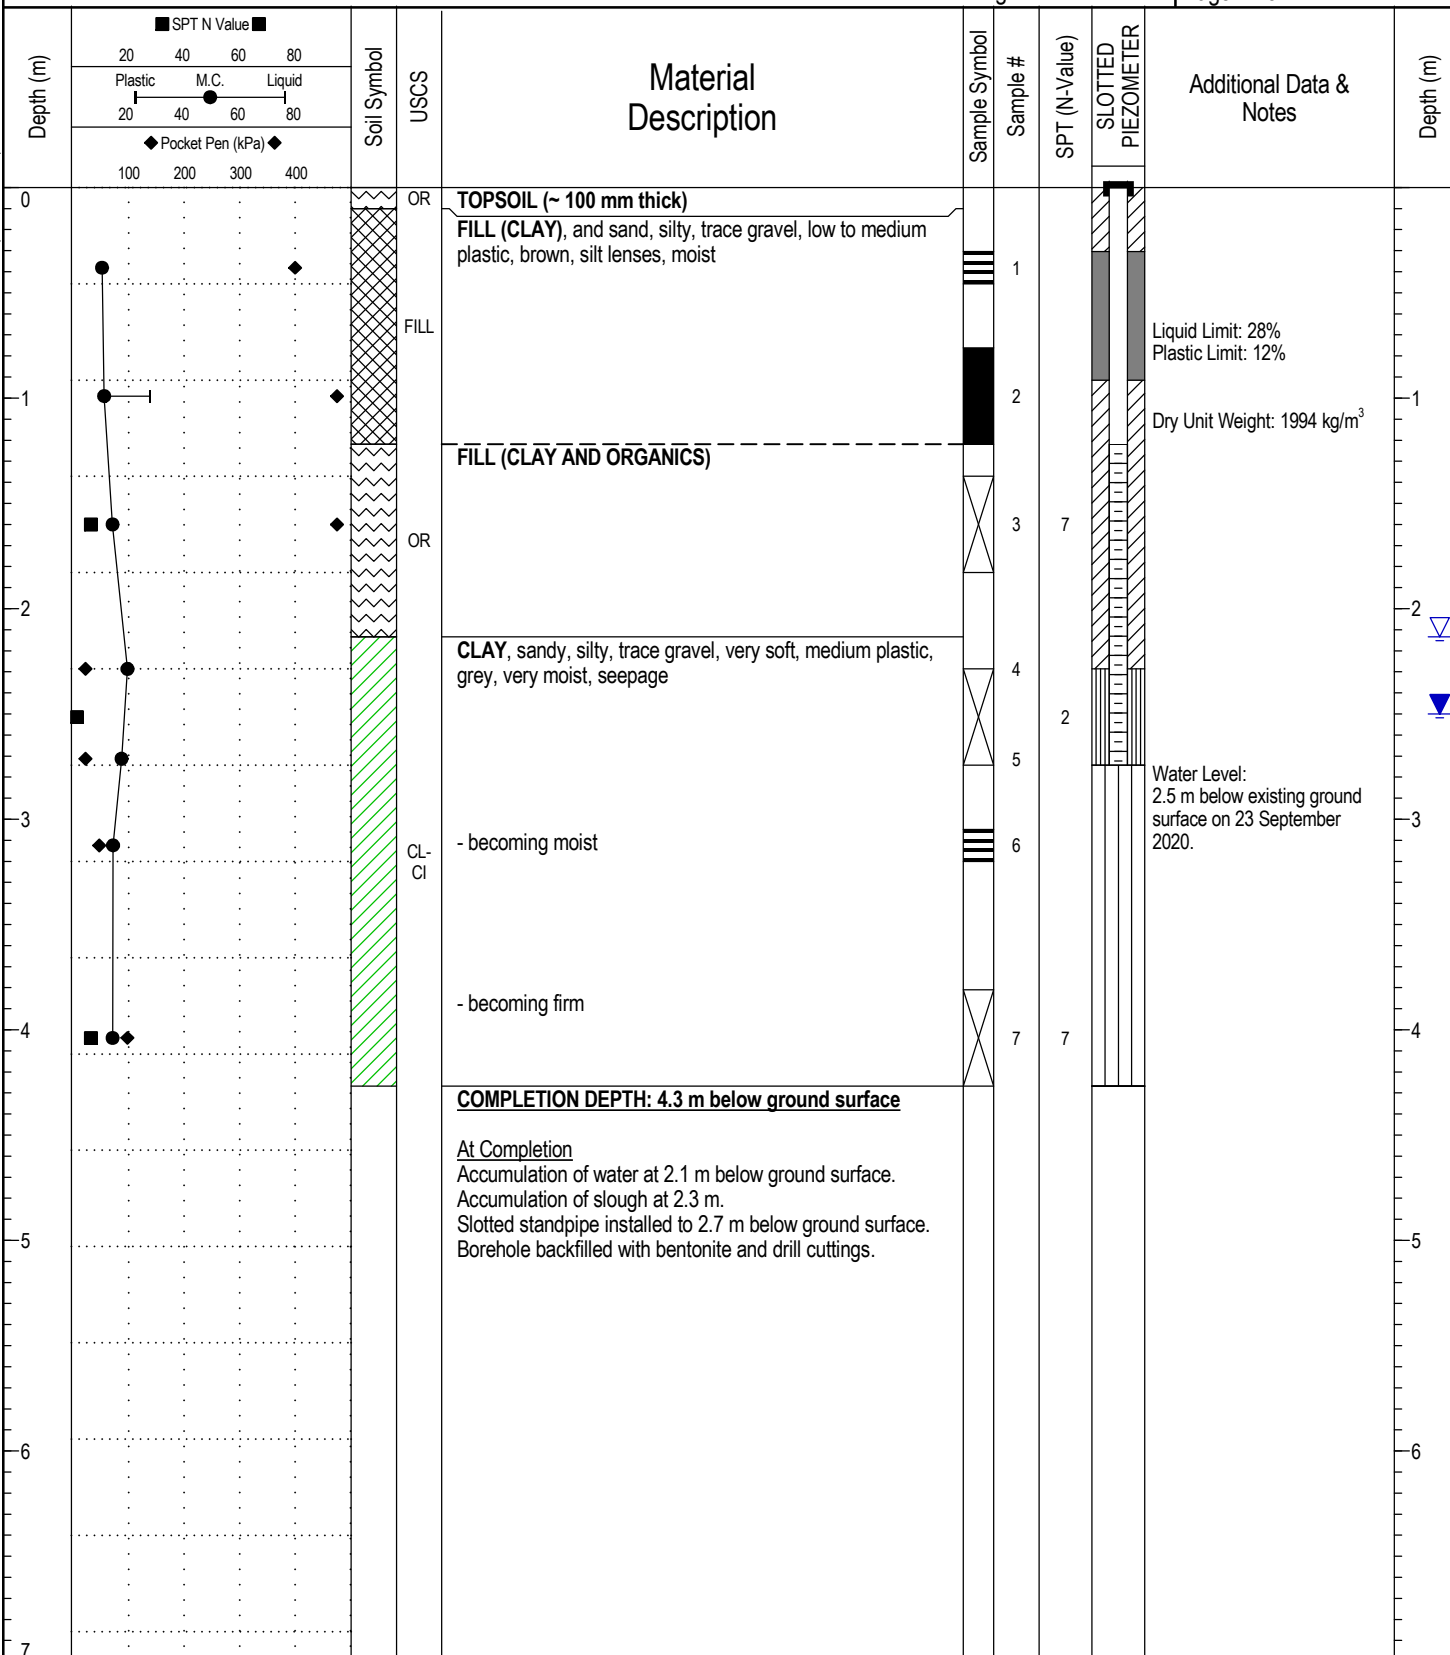 SPT N Value
20 40 60 80
Plastic M.C. Liquid
20 40 60 80
Pocket Pen (kPa)
100 200 300 400
Depth (m)
Soil Symbol
USCS
Material
Description
Sample Symbol
Sample #
SPT (N-Value)
SLOTTED
PIEZOMETER
Additional Data &
Notes
Depth (m)
0
OR
TOPSOIL (~ 100 mm thick)
FILL (CLAY), and sand, silty, trace gravel, low to medium
plastic, brown, silt lenses, moist
1
FILL
Liquid Limit: 28%
Plastic Limit: 12%
1
2
1
Dry Unit Weight: 1994 kg/m³
FILL (CLAY AND ORGANICS)
3
7
OR
2
2
CLAY, sandy, silty, trace gravel, very soft, medium plastic,
grey, very moist, seepage
4
2
5
Water Level:
2.5 m below existing ground
surface on 23 September
2020.
3
3
- becoming moist
6
CL-
CI
- becoming firm
4
7
7
4
COMPLETION DEPTH: 4.3 m below ground surface
At Completion
Accumulation of water at 2.1 m below ground surface.
Accumulation of slough at 2.3 m.
Slotted standpipe installed to 2.7 m below ground surface.
Borehole backfilled with bentonite and drill cuttings.
5
5
6
6
7